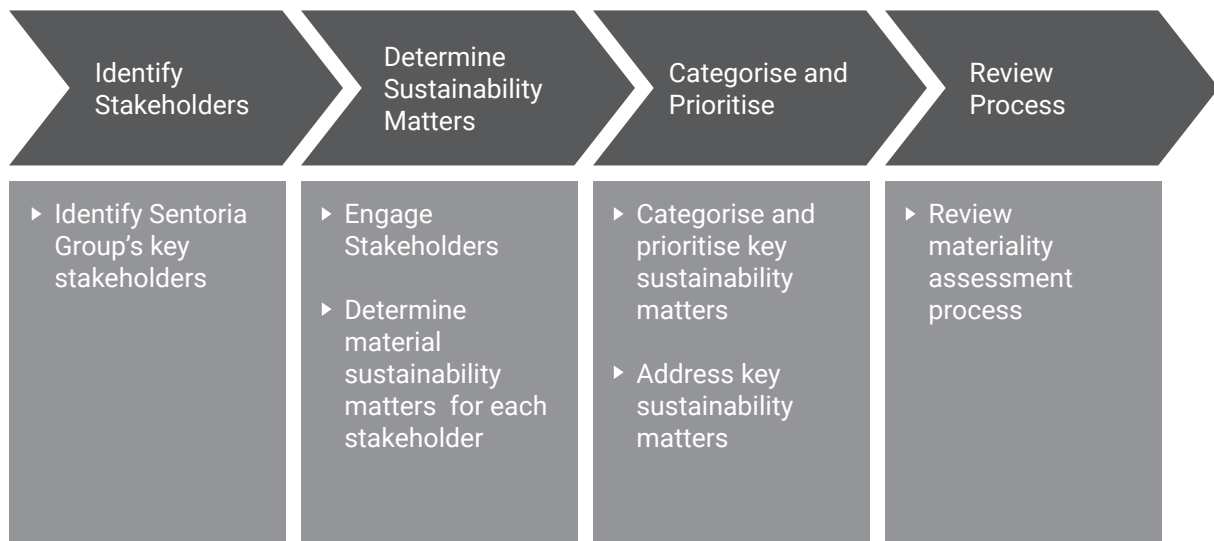 Identify
Stakeholders
Determine
Sustainability
Matters
Categorise and
Prioritise
Review
Process
Identify Sentoria
Group's key
stakeholders
Engage
Stakeholders
Determine
material
sustainability
matters for each
stakeholder
Categorise and
prioritise key
sustainability
matters
Address key
sustainability
matters
Review
materiality
assessment
process